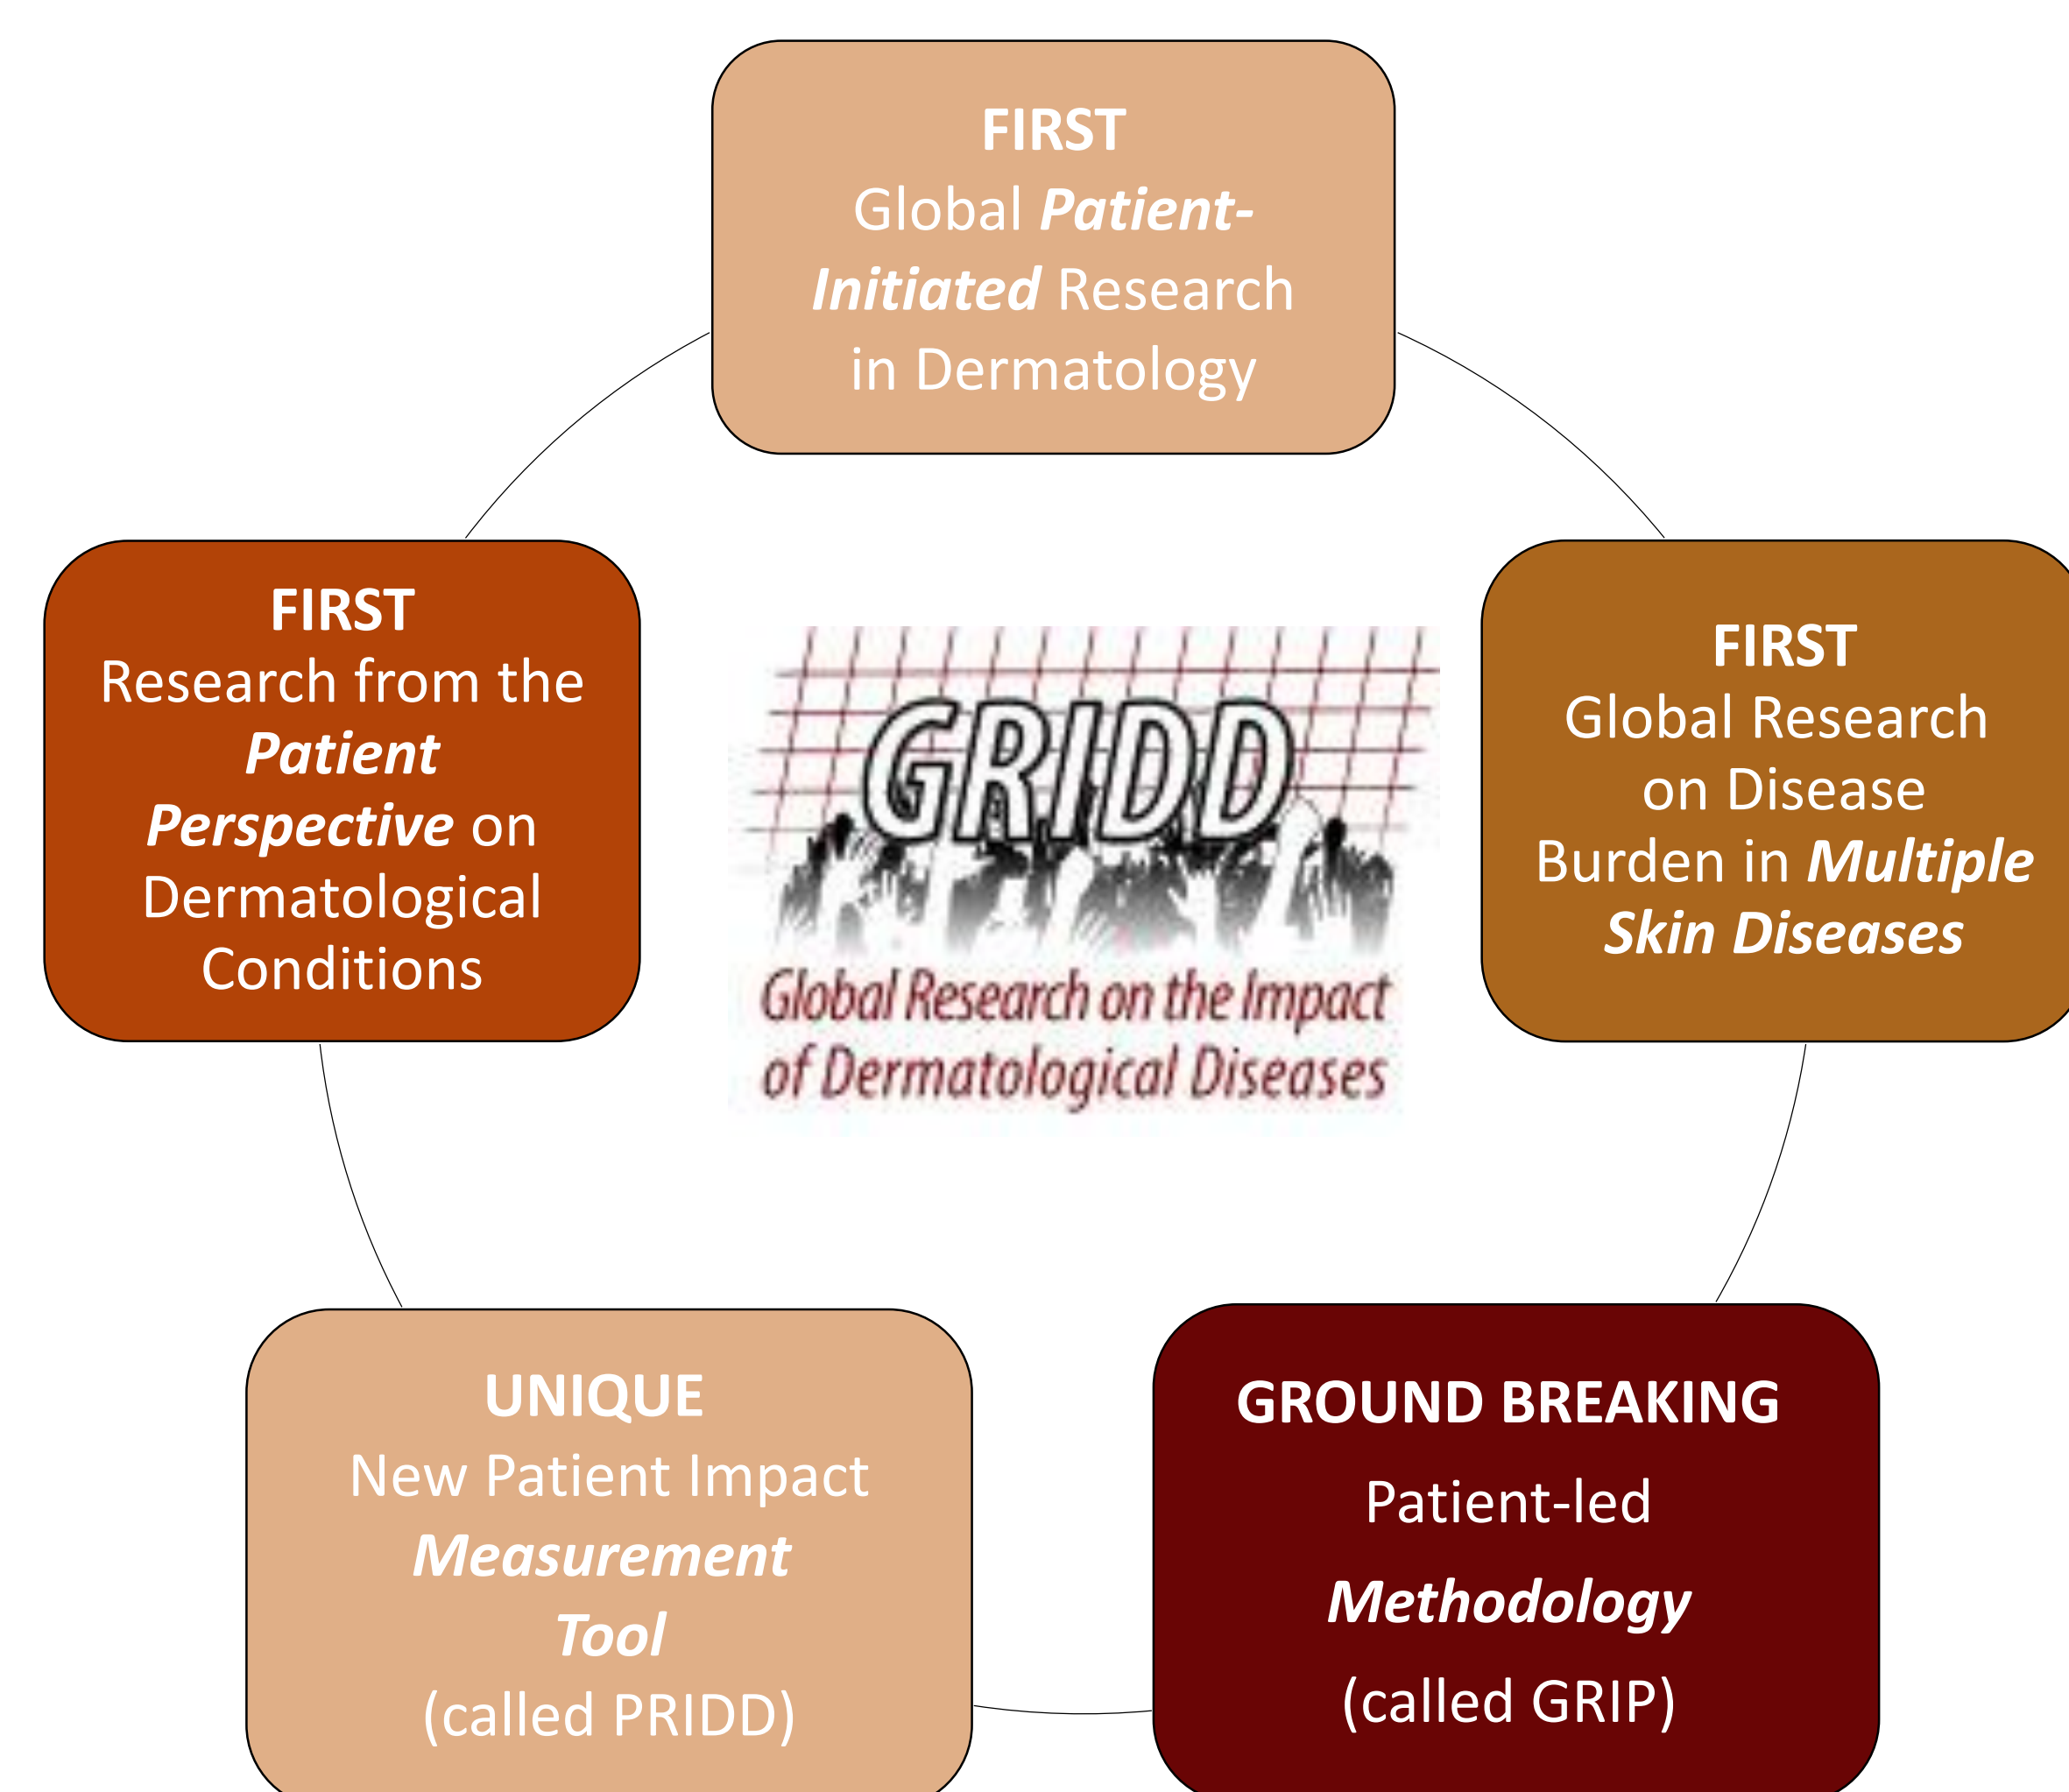 FIRST
Global Patient-
Initiated Research
in Dermatology
FIRST
Research from the
Patient
Perspective on
Dermatological
Conditions
FIRST
Global Research
on Disease
Burden in Multiple
Skin Diseases
GRIDD
Global Research on the Impact
of Dermatological Diseases
UNIQUE
New Patient Impact
Measurement
Tool
(called PRIDD)
GROUND BREAKING
Patient-led
Methodology
(called GRIP)